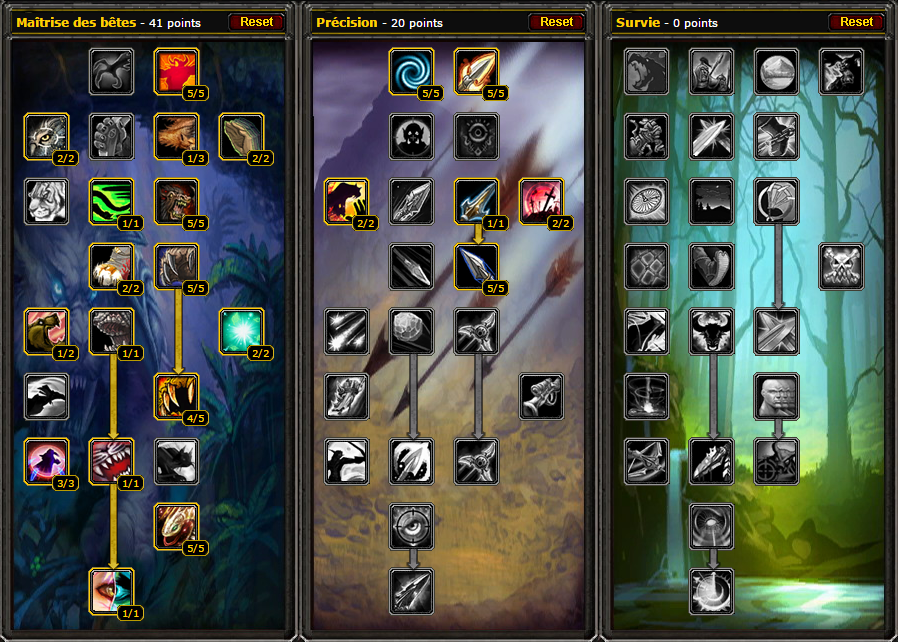 Maîtrise des bêtes - 41 points Reset Précision - 20 points Reset Survie - 0 points Reset
5/5 5/5 5/5
2/2 1/3 2/2
1/1 5/5 2/2 1/1 2/2
2/2 5/5 5/5
1/2 1/1 2/2
4/5
3/3 1/1
5/5
1/1